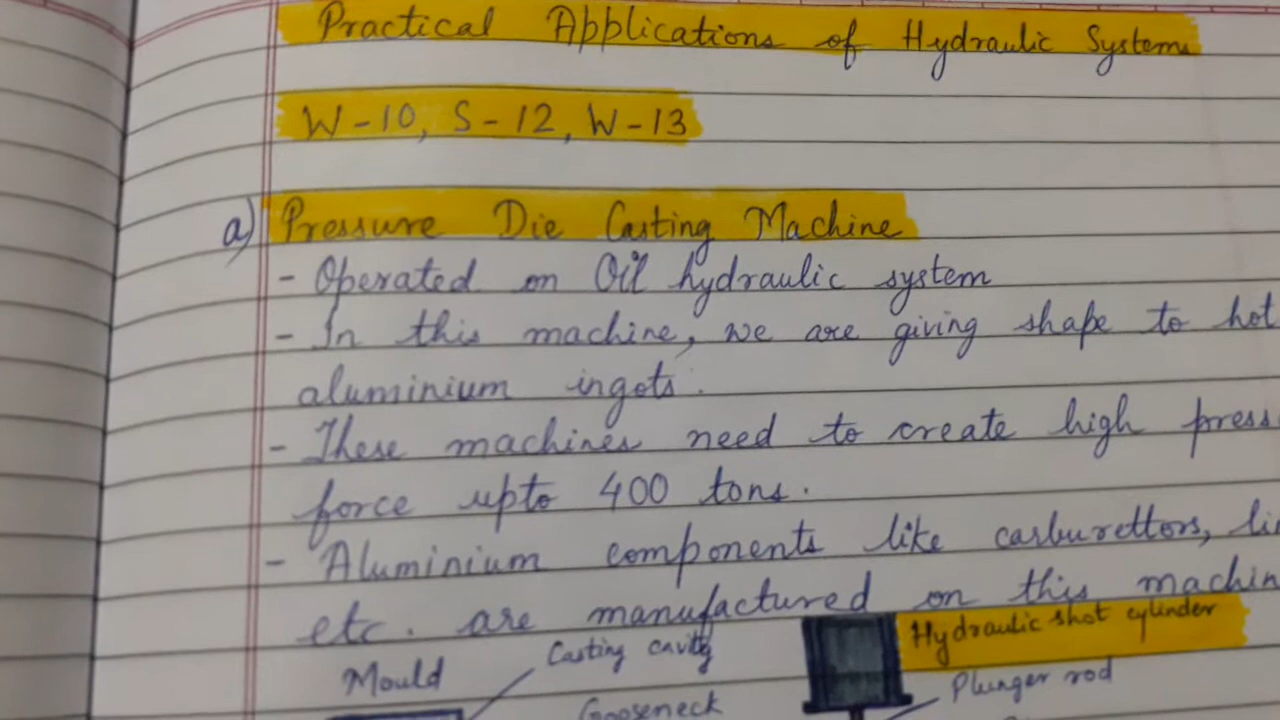 Practical Applications of Hydraulic Systems
W-10, S-12, W-13
a) Pressure Die Casting Machine
- Operated on Oil hydraulic system
- In this machine, we are giving shape to hot
aluminium ingots.
- These machines need to create high press
force upto 400 tons.
- Aluminium components like carburettors,
etc. are manufactured on this machin
Hydraulic shot cylinder
Casting cavity
Mould
Plunger rod
Gooseneck